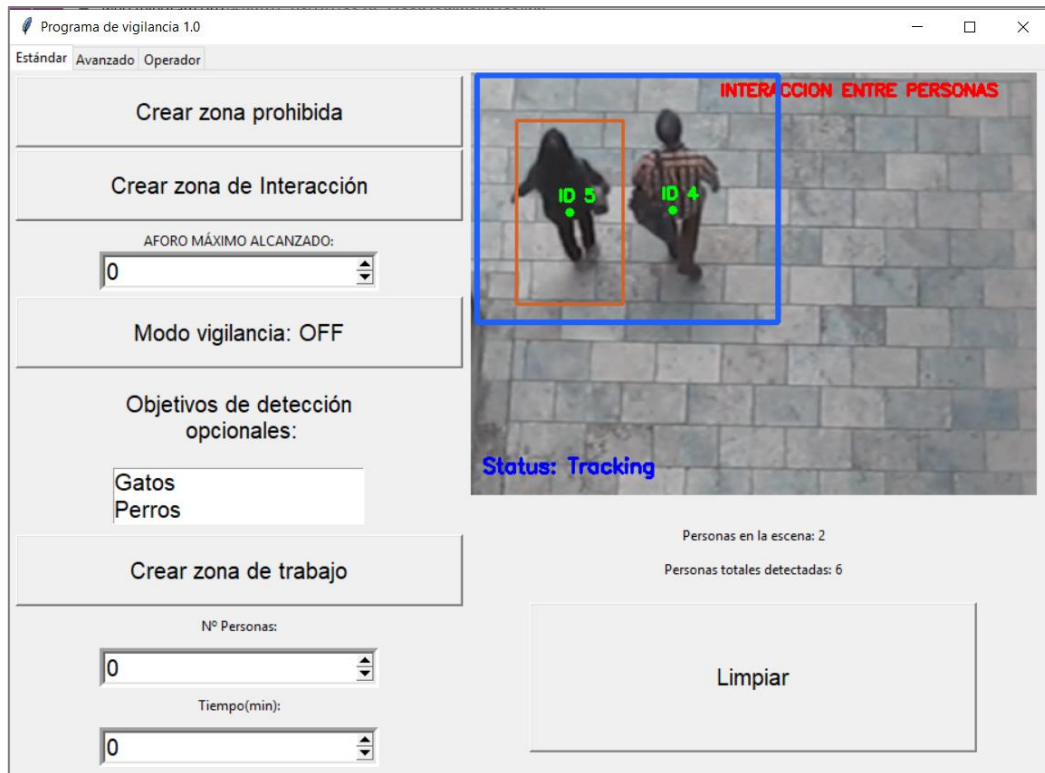 Programa de vigilancia 1.0
Estándar Avanzado Operador
Crear zona prohibida
Crear zona de Interacción
AFORO MÁXIMO ALCANZADO:
0
Modo vigilancia: OFF
Objetivos de detección
opcionales:
Gatos
Perros
Crear zona de trabajo
Nº Personas:
0
Tiempo(min):
0
INTERACCION ENTRE PERSONAS
ID 5
ID 4
Status: Tracking
Personas en la escena: 2
Personas totales detectadas: 6
Limpiar